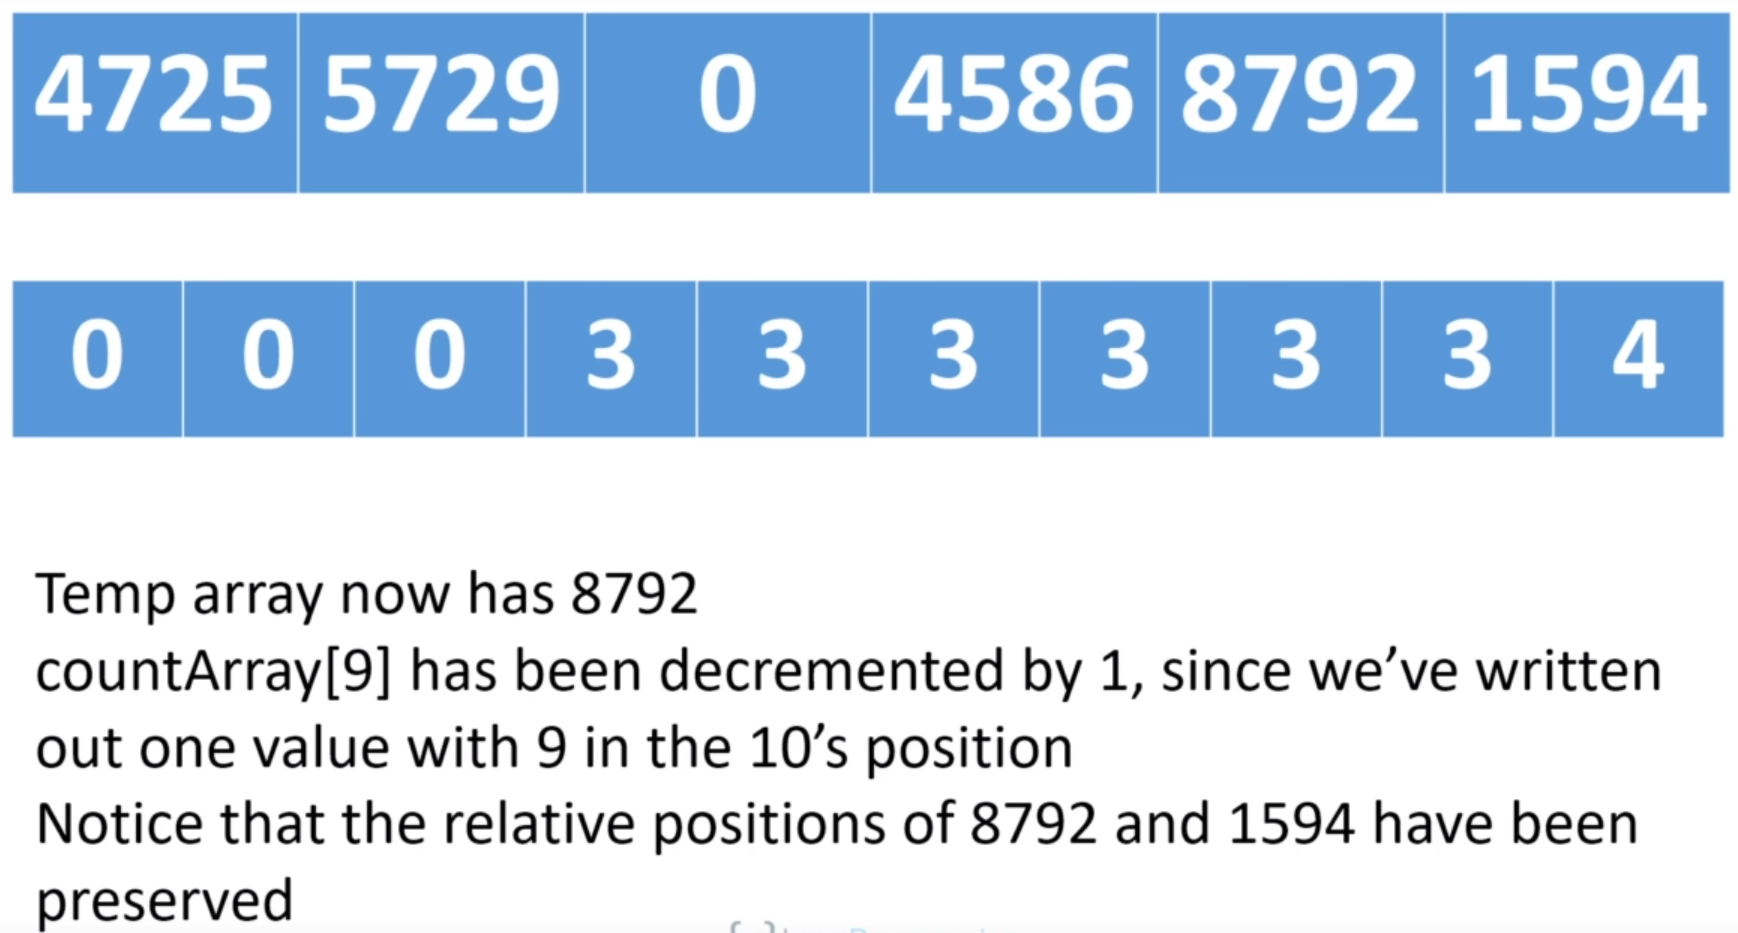 4725 5729 0 4586 8792 1594
0 0 0 3 3 3 3 3 3 4
Temp array now has 8792
countArray[9] has been decremented by 1, since we’ve written
out one value with 9 in the 10’s position
Notice that the relative positions of 8792 and 1594 have been
preserved